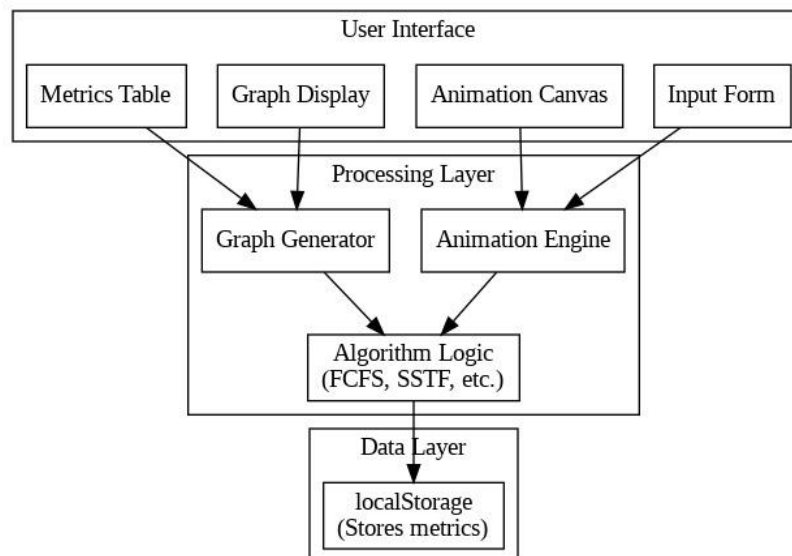 User Interface
Metrics Table
Graph Display
Animation Canvas
Input Form
Processing Layer
Graph Generator
Animation Engine
Algorithm Logic
(FCFS, SSTF, etc.)
Data Layer
localStorage
(Stores metrics)